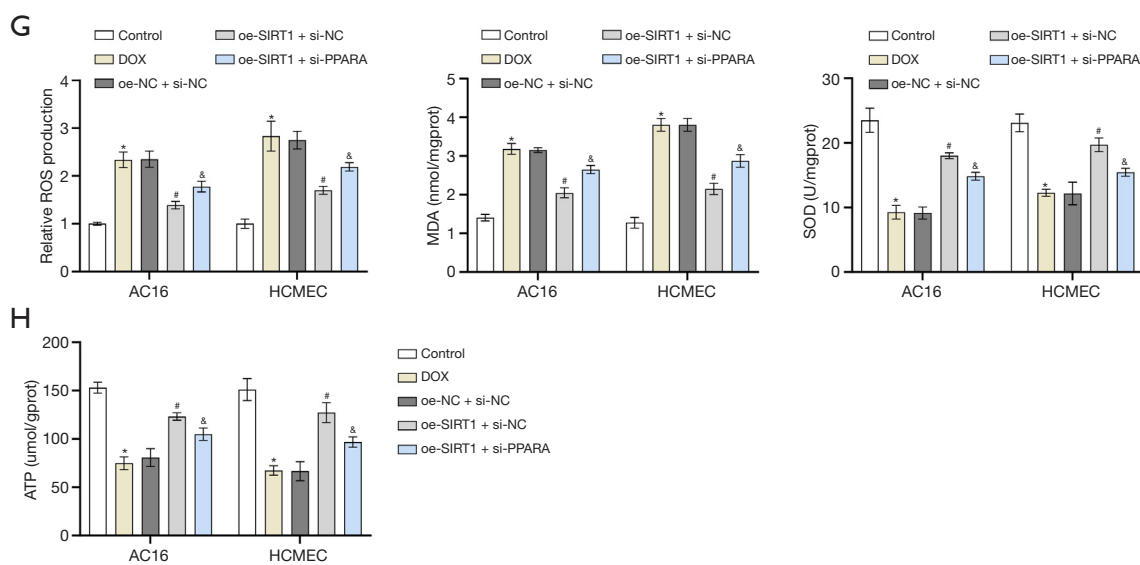 G
Control
oe-SIRT1 + si-NC
DOX
oe-SIRT1 + si-PPARA
oe-NC + si-NC
Relative ROS production
4
3
2
1
0
*
#
&
*
#
&
AC16
HCMEC
Control
oe-SIRT1 + si-NC
DOX
oe-SIRT1 + si-PPARA
oe-NC + si-NC
MDA (nmol/mgprot)
5
4
3
2
1
0
*
#
&
*
#
&
AC16
HCMEC
Control
oe-SIRT1 + si-NC
DOX
oe-SIRT1 + si-PPARA
oe-NC + si-NC
SOD (U/mgprot)
30
20
10
0
*
#
&
*
#
&
AC16
HCMEC
H
ATP (umol/gprot)
200
150
100
50
0
*
#
&
*
#
&
AC16
HCMEC
Control
DOX
oe-NC + si-NC
oe-SIRT1 + si-NC
oe-SIRT1 + si-PPARA